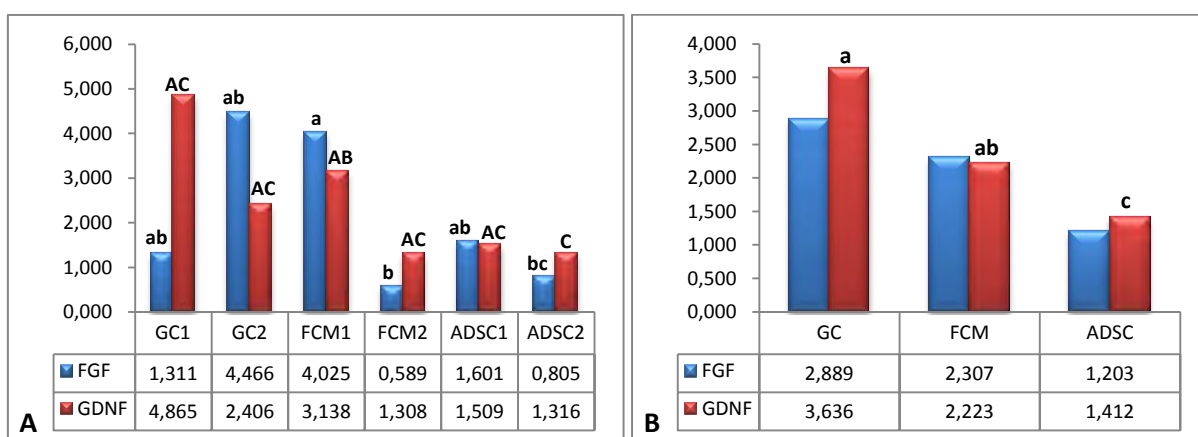 6,000
5,000
4,000
3,000
2,000
1,000
0,000
ab AC ab AC a AB b AC ab AC bc C
GC1 GC2 FCM1 FCM2 ADSC1 ADSC2
FGF 1,311 4,466 4,025 0,589 1,601 0,805
GDNF 4,865 2,406 3,138 1,308 1,509 1,316
A
4,000
3,500
3,000
2,500
2,000
1,500
1,000
0,500
0,000
a ab c
GC FCM ADSC
FGF 2,889 2,307 1,203
GDNF 3,636 2,223 1,412
B